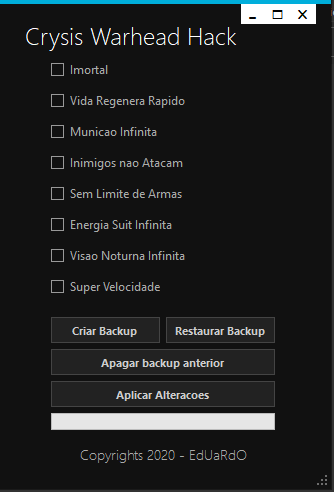 Crysis Warhead Hack
Imortal
Vida Regenera Rapido
Municao Infinita
Inimigos nao Atacam
Sem Limite de Armas
Energia Suit Infinita
Visao Noturna Infinita
Super Velocidade
Criar Backup Restaurar Backup
Apagar backup anterior
Aplicar Alteracoes
Copyrights 2020 - EdUaRdO